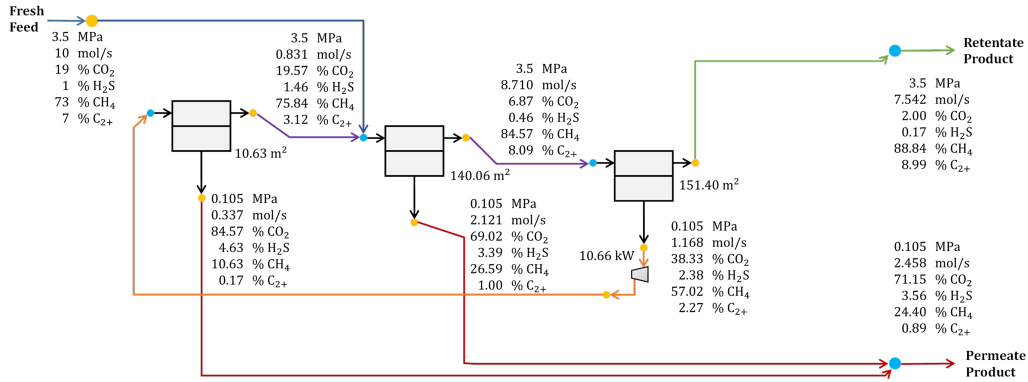 Fresh
Feed
3.5 MPa
10 mol/s
19 % CO₂
1 % H₂S
73 % CH₄
7 % C₂₊
3.5 MPa
0.831 mol/s
19.57 % CO₂
1.46 % H₂S
75.84 % CH₄
3.12 % C₂₊
3.5 MPa
8.710 mol/s
6.87 % CO₂
0.46 % H₂S
84.57 % CH₄
8.09 % C₂₊
Retentate
Product
3.5 MPa
7.542 mol/s
2.00 % CO₂
0.17 % H₂S
88.84 % CH₄
8.99 % C₂₊
10.63 m²
140.06 m²
151.40 m²
0.105 MPa
0.337 mol/s
84.57 % CO₂
4.63 % H₂S
10.63 % CH₄
0.17 % C₂₊
0.105 MPa
2.121 mol/s
69.02 % CO₂
3.39 % H₂S
26.59 % CH₄
1.00 % C₂₊
10.66 kW
0.105 MPa
1.168 mol/s
38.33 % CO₂
2.38 % H₂S
57.02 % CH₄
2.27 % C₂₊
0.105 MPa
2.458 mol/s
71.15 % CO₂
3.56 % H₂S
24.40 % CH₄
0.89 % C₂₊
Permeate
Product